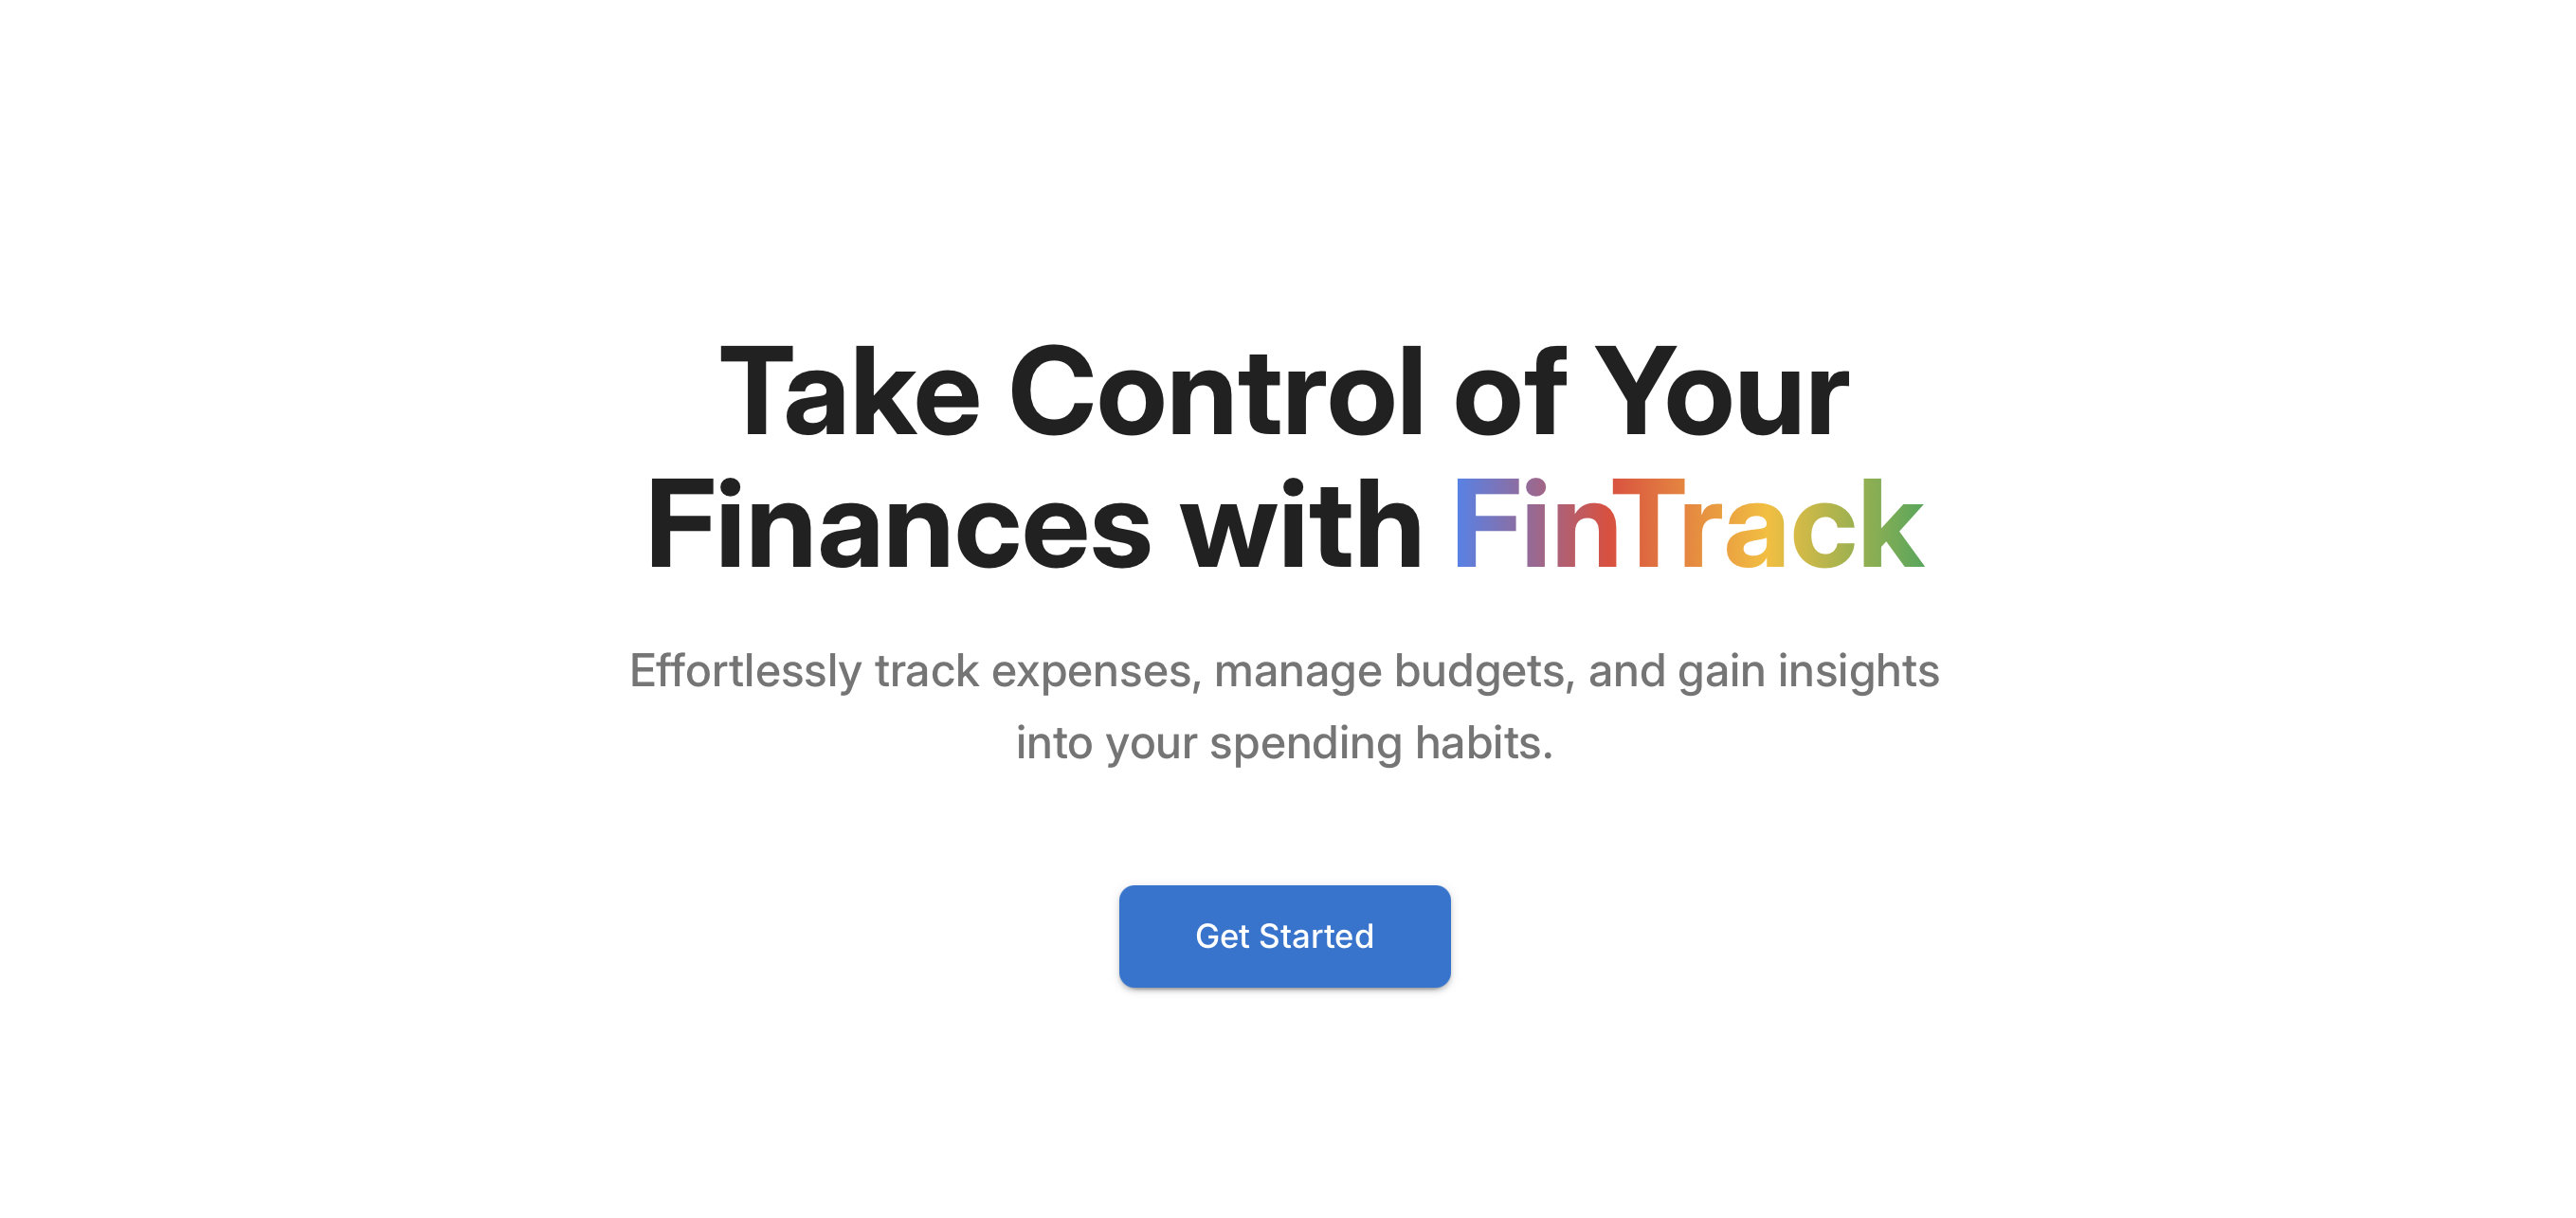 Take Control of Your
Finances with FinTrack
Effortlessly track expenses, manage budgets, and gain insights
into your spending habits.
Get Started